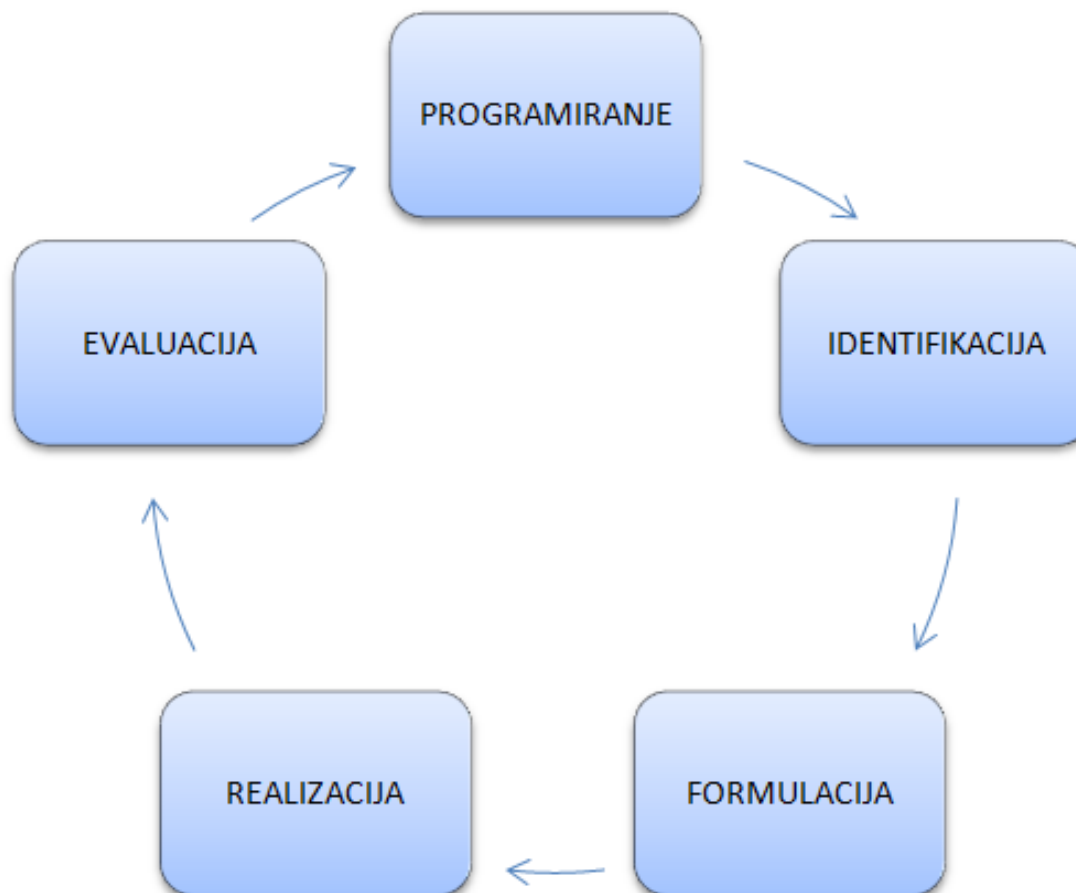 PROGRAMIRANJE
IDENTIFIKACIJA
FORMULACIJA
REALIZACIJA
EVALUACIJA